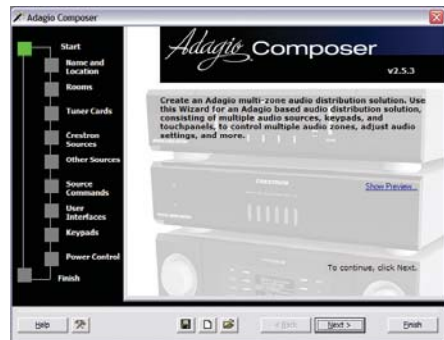 Adagio Composer
Adagio Composer
v2.5.3
Start
Name and
Location
Rooms
Tuner Cards
Crestron
Sources
Other Sources
Source
Commands
User
Interfaces
Keypads
Power Control
Finish
Create an Adagio multi-zone audio distribution solution. Use
this Wizard for an Adagio based audio distribution solution,
consisting of multiple audio sources, keypads, and
touchpanels, to control multiple audio zones, adjust audio
settings, and more.
Show Preview...
To continue, click Next.
Help
< Back
Next >
Finish